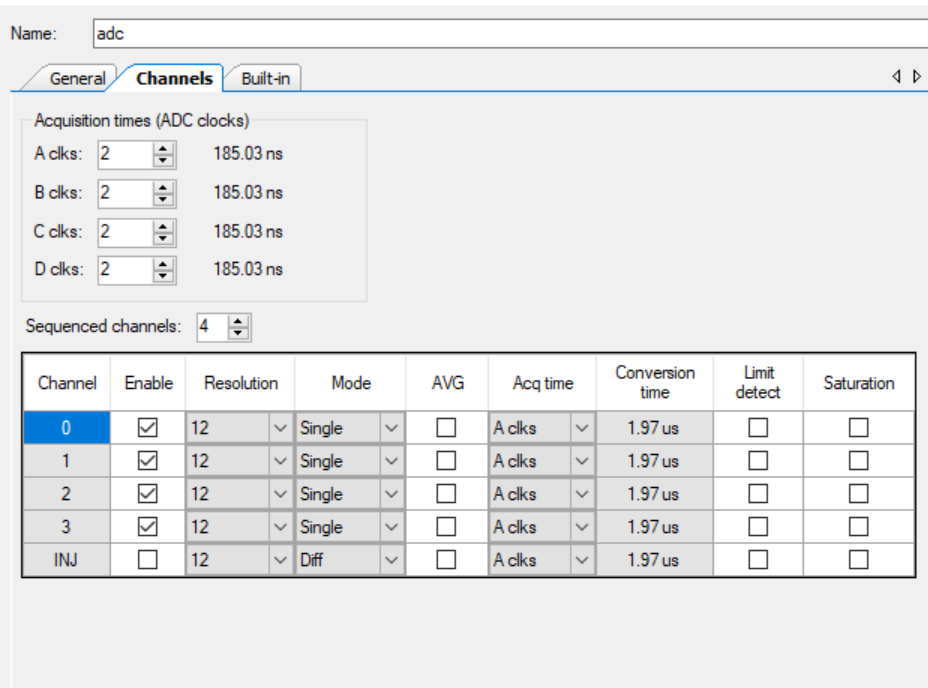 Name: adc
General Channels Built-in
Acquisition times (ADC clocks)
A clks: 2 185.03 ns
B clks: 2 185.03 ns
C clks: 2 185.03 ns
D clks: 2 185.03 ns
Sequenced channels: 4
Channel Enable Resolution Mode AVG Acq time Conversion time Limit detect Saturation
0 12 Single A clks 1.97 us
1 12 Single A clks 1.97 us
2 12 Single A clks 1.97 us
3 12 Single A clks 1.97 us
INJ 12 Diff A clks 1.97 us